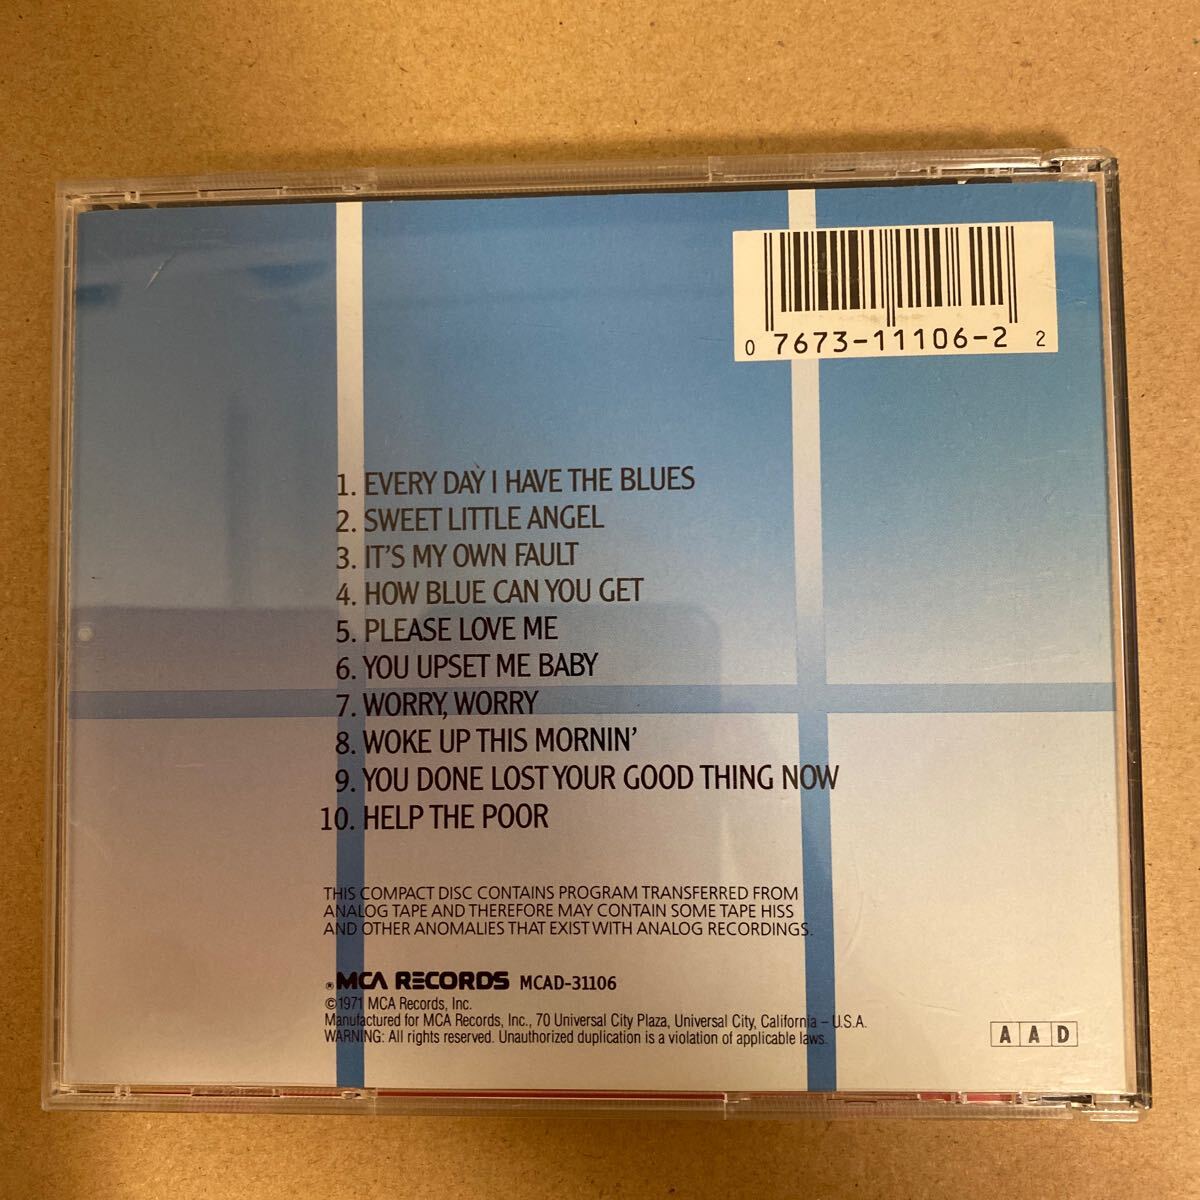 0 7673-11106-2 2
1. EVERY DAY I HAVE THE BLUES
2. SWEET LITTLE ANGEL
3. IT'S MY OWN FAULT
4. HOW BLUE CAN YOU GET
5. PLEASE LOVE ME
6. YOU UPSET ME BABY
7. WORRY, WORRY
8. WOKE UP THIS MORNIN'
9. YOU DONE LOST YOUR GOOD THING NOW
10. HELP THE POOR
THIS COMPACT DISC CONTAINS PROGRAM TRANSFERRED FROM
ANALOG TAPE AND THEREFORE MAY CONTAIN SOME TAPE HISS
AND OTHER ANOMALIES THAT EXIST WITH ANALOG RECORDINGS.
® MCA RECORDS MCAD-31106
© 1971 MCA Records, Inc.
Manufactured for MCA Records, Inc., 70 Universal City Plaza, Universal City, California – U.S.A.
WARNING: All rights reserved. Unauthorized duplication is a violation of applicable laws.
A A D